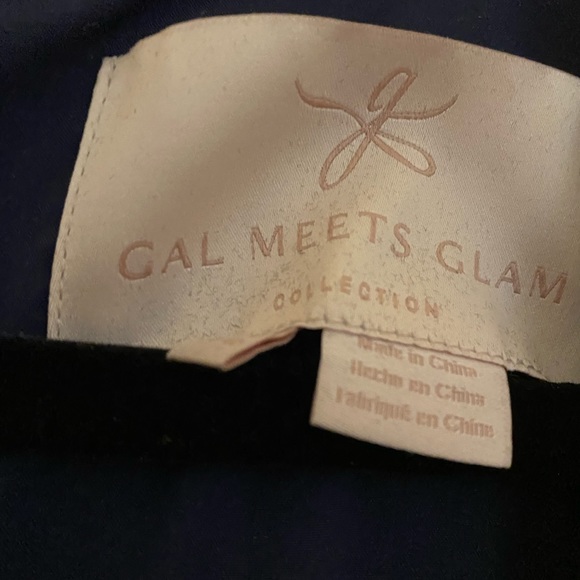 g
GAL MEETS GLAM
COLLECTION
Made in China
Hecho en China
Fabriqué en Chine